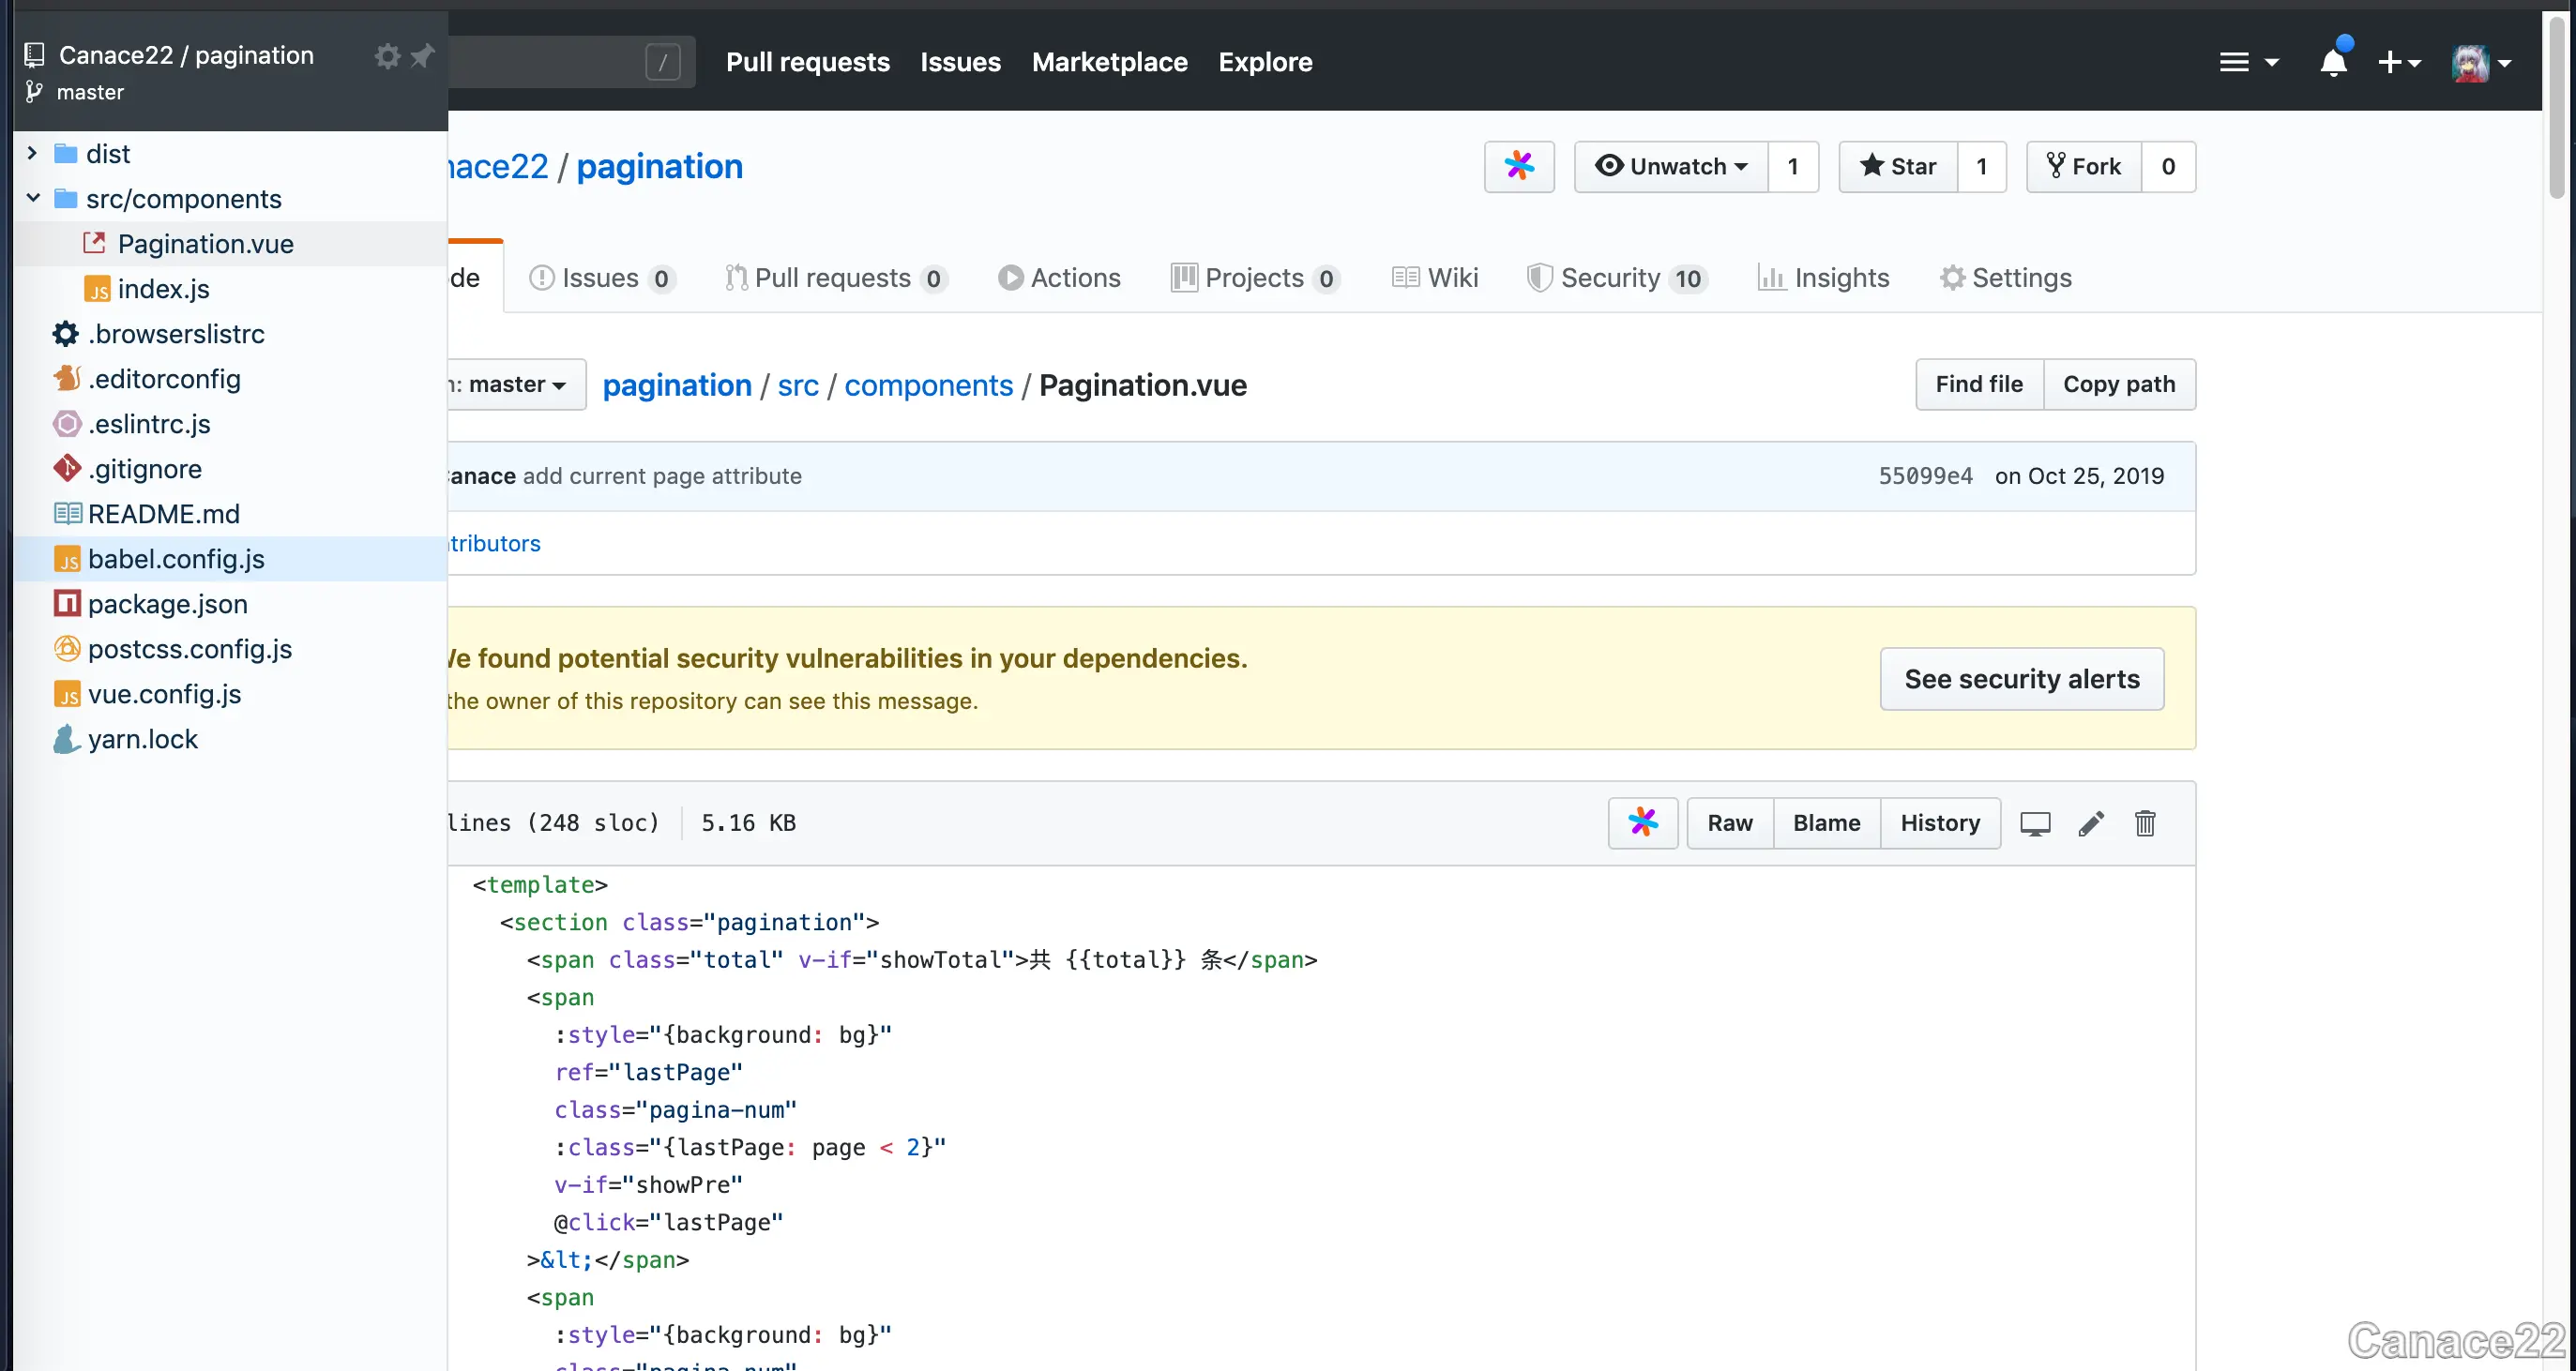 Canace22 / pagination
master
dist
src/components
Pagination.vue
index.js
.browserslistrc
.editorconfig
.eslintrc.js
.gitignore
README.md
babel.config.js
package.json
postcss.config.js
vue.config.js
yarn.lock
/ Pull requests Issues Marketplace Explore
nace22 / pagination
Unwatch 1 Star 1 Fork 0
de Issues 0 Pull requests 0 Actions Projects 0 Wiki Security 10 Insights Settings
: master pagination / src / components / Pagination.vue Find file Copy path
anace add current page attribute 55099e4 on Oct 25, 2019
tributors
We found potential security vulnerabilities in your dependencies.
the owner of this repository can see this message.
See security alerts
lines (248 sloc) 5.16 KB Raw Blame History
<template>
<section class="pagination">
<span class="total" v-if="showTotal">共 {{total}} 条</span>
<span
:style="{background: bg}"
ref="lastPage"
class="pagina-num"
:class="{lastPage: page < 2}"
v-if="showPre"
@click="lastPage"
>&lt;</span>
<span
:style="{background: bg}"
class="pagina-num"
Canace22